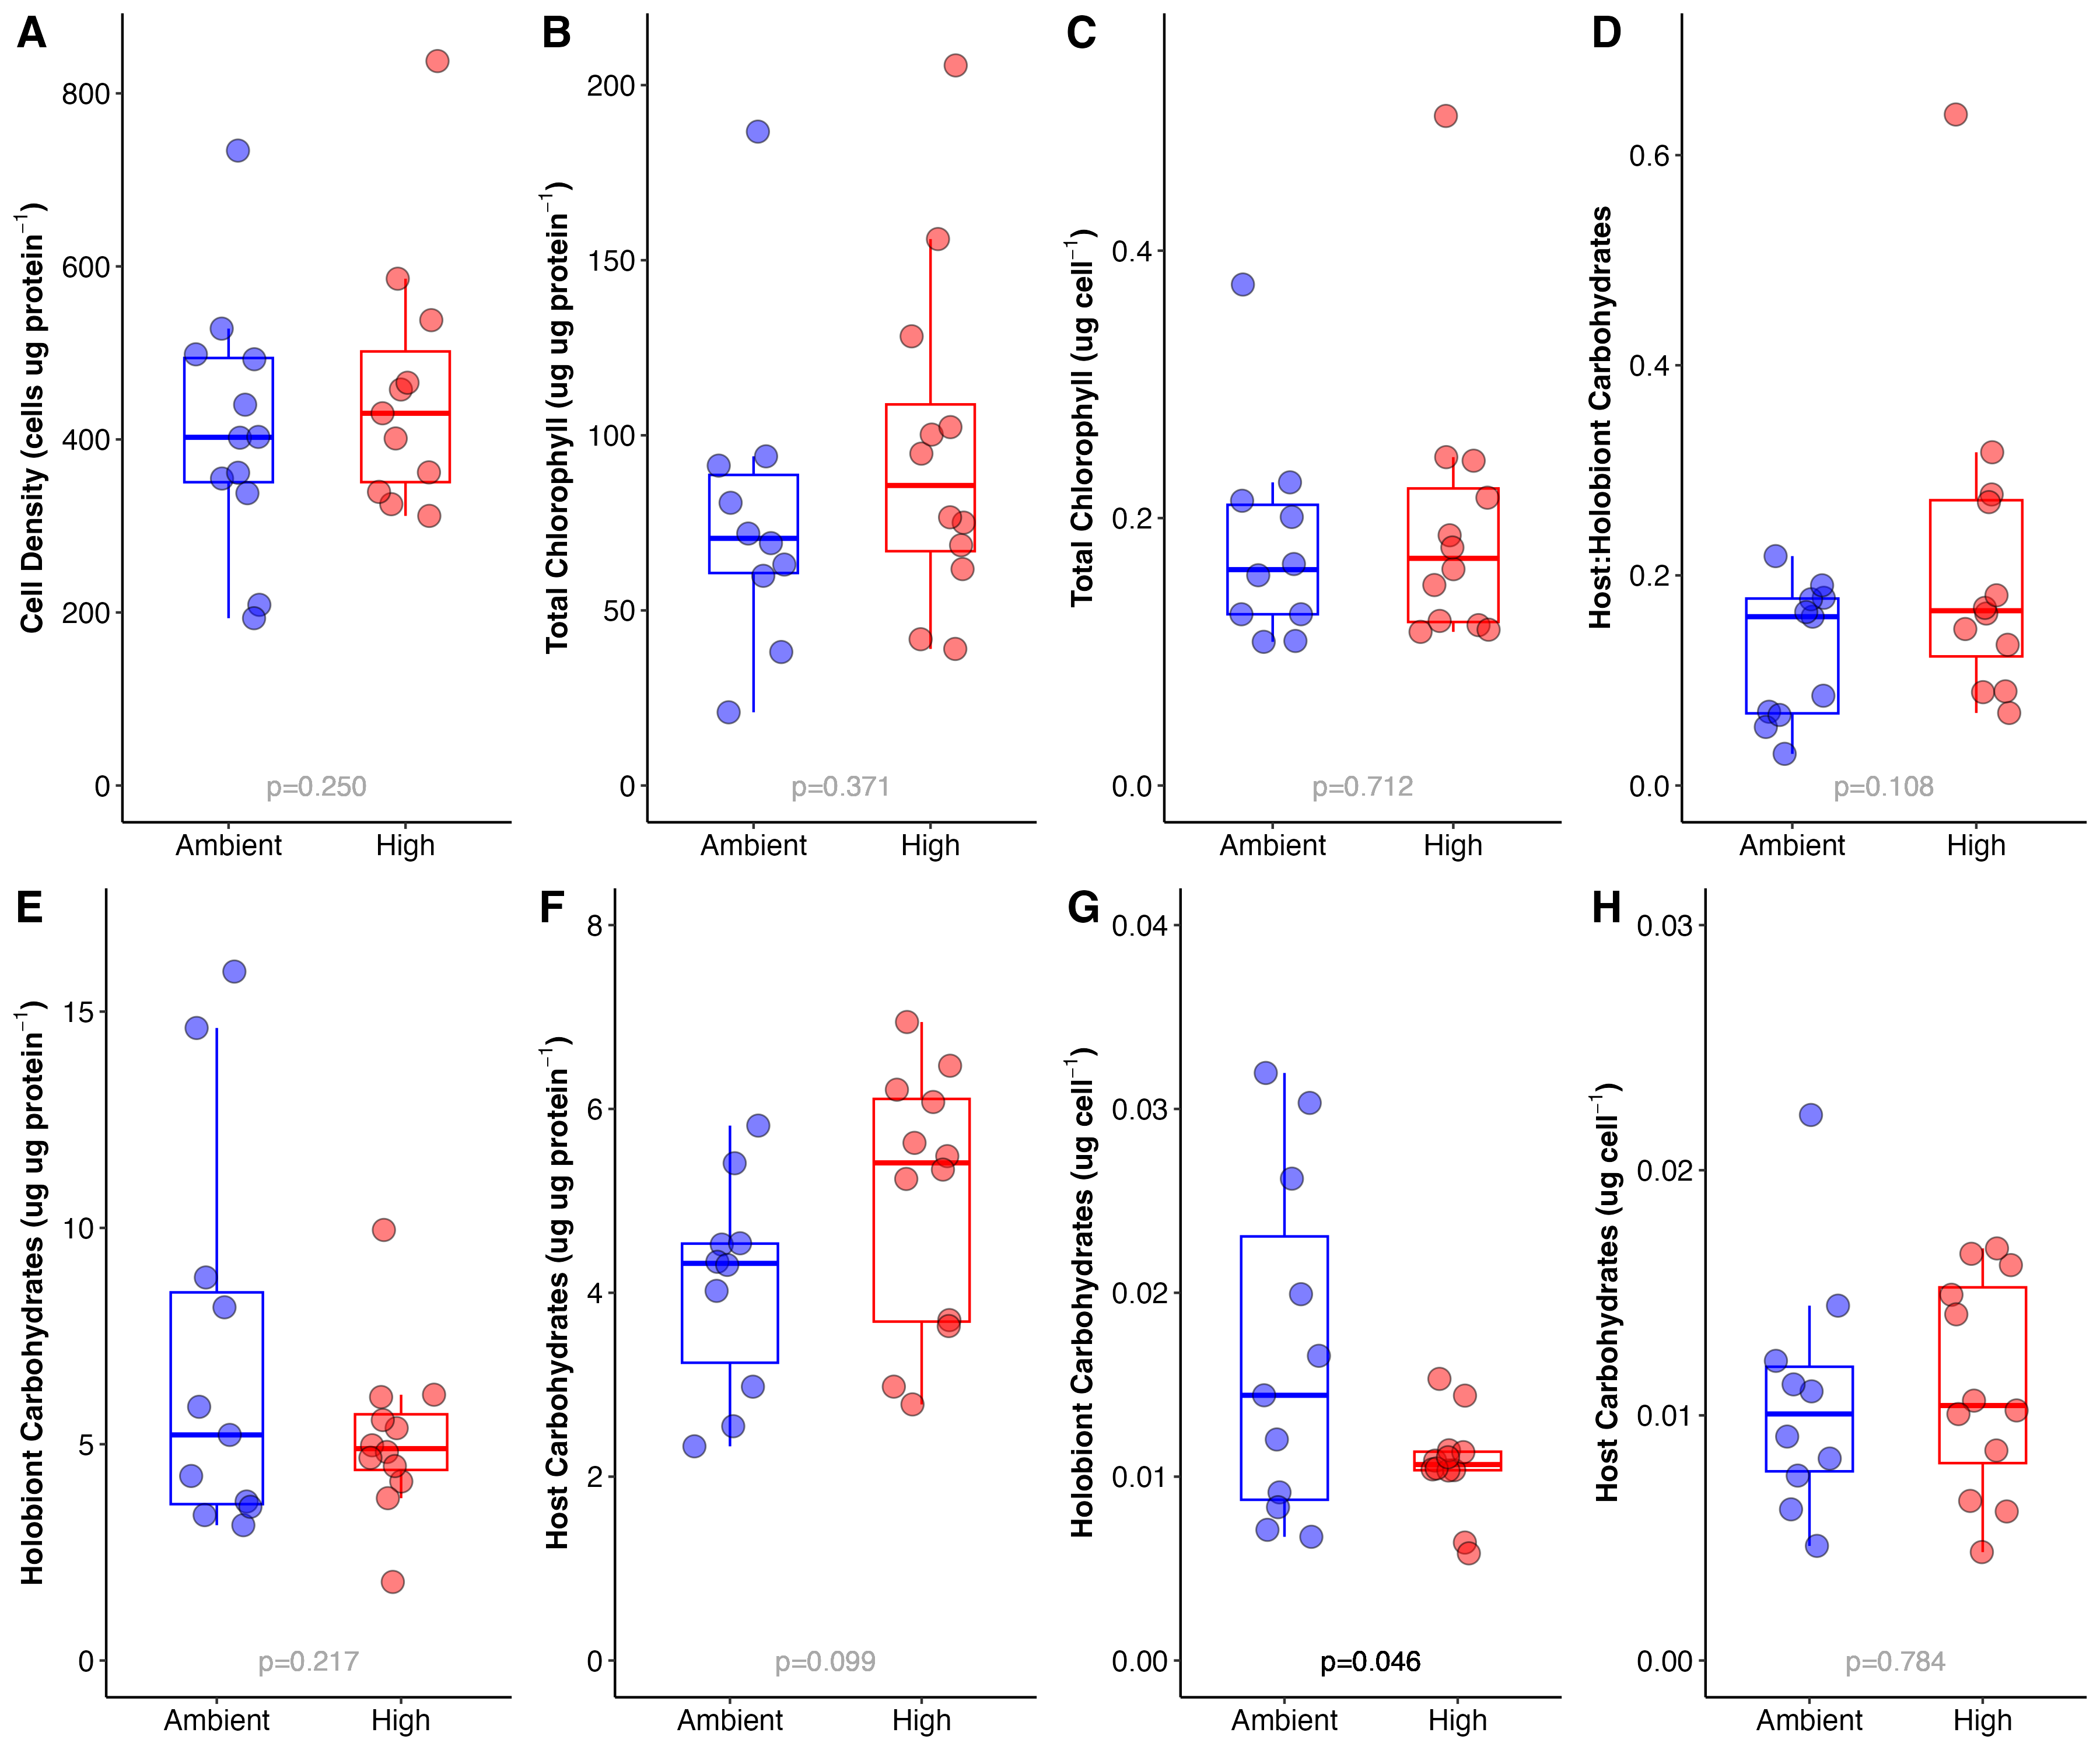 A
Cell Density (cells ug protein⁻¹)
800
600
400
200
0
p=0.250
Ambient High
B
Total Chlorophyll (ug ug protein⁻¹)
200
150
100
50
0
p=0.371
Ambient High
C
Total Chlorophyll (ug cell⁻¹)
0.4
0.2
0.0
p=0.712
Ambient High
D
Host:Holobiont Carbohydrates
0.6
0.4
0.2
0.0
p=0.108
Ambient High
E
Holobiont Carbohydrates (ug ug protein⁻¹)
15
10
5
0
p=0.217
Ambient High
F
Host Carbohydrates (ug ug protein⁻¹)
8
6
4
2
0
p=0.099
Ambient High
G
Holobiont Carbohydrates (ug cell⁻¹)
0.04
0.03
0.02
0.01
0.00
p=0.046
Ambient High
H
Host Carbohydrates (ug cell⁻¹)
0.03
0.02
0.01
0.00
p=0.784
Ambient High